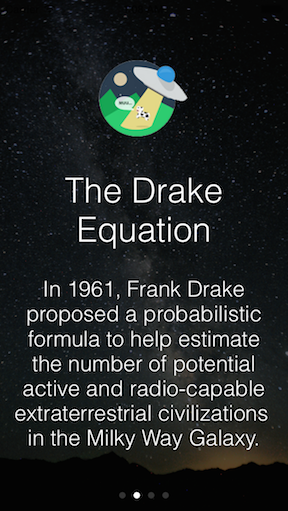 Moo!...
The Drake
Equation
In 1961, Frank Drake
proposed a probabilistic
formula to help estimate
the number of potential
active and radio-capable
extraterrestrial civilizations
in the Milky Way Galaxy.